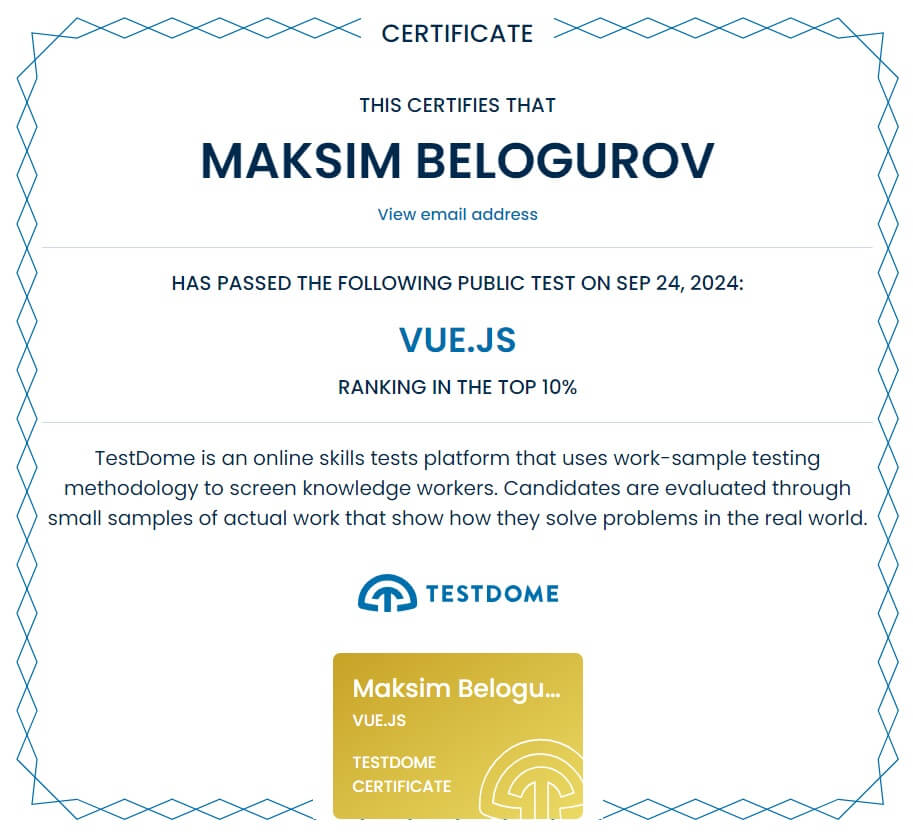 CERTIFICATE
THIS CERTIFIES THAT
MAKSIM BELOGUROV
View email address
HAS PASSED THE FOLLOWING PUBLIC TEST ON SEP 24, 2024:
VUE.JS
RANKING IN THE TOP 10%
TestDome is an online skills tests platform that uses work-sample testing
methodology to screen knowledge workers. Candidates are evaluated through
small samples of actual work that show how they solve problems in the real world.
TESTDOME
Maksim Belogu...
VUE.JS
TESTDOME
CERTIFICATE